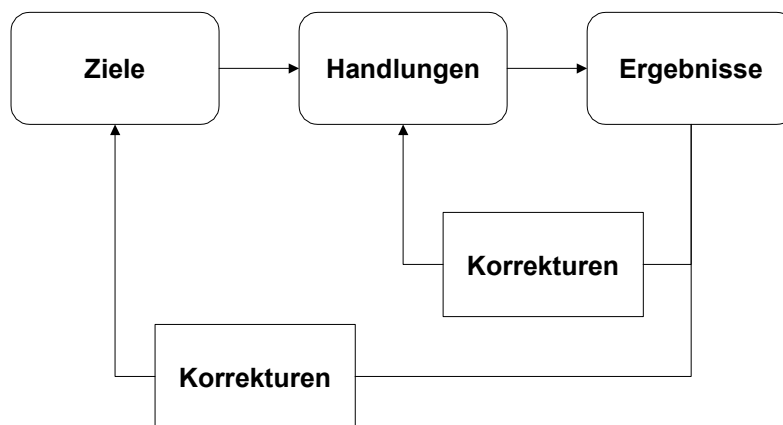 Ziele
Handlungen
Ergebnisse
Korrekturen
Korrekturen